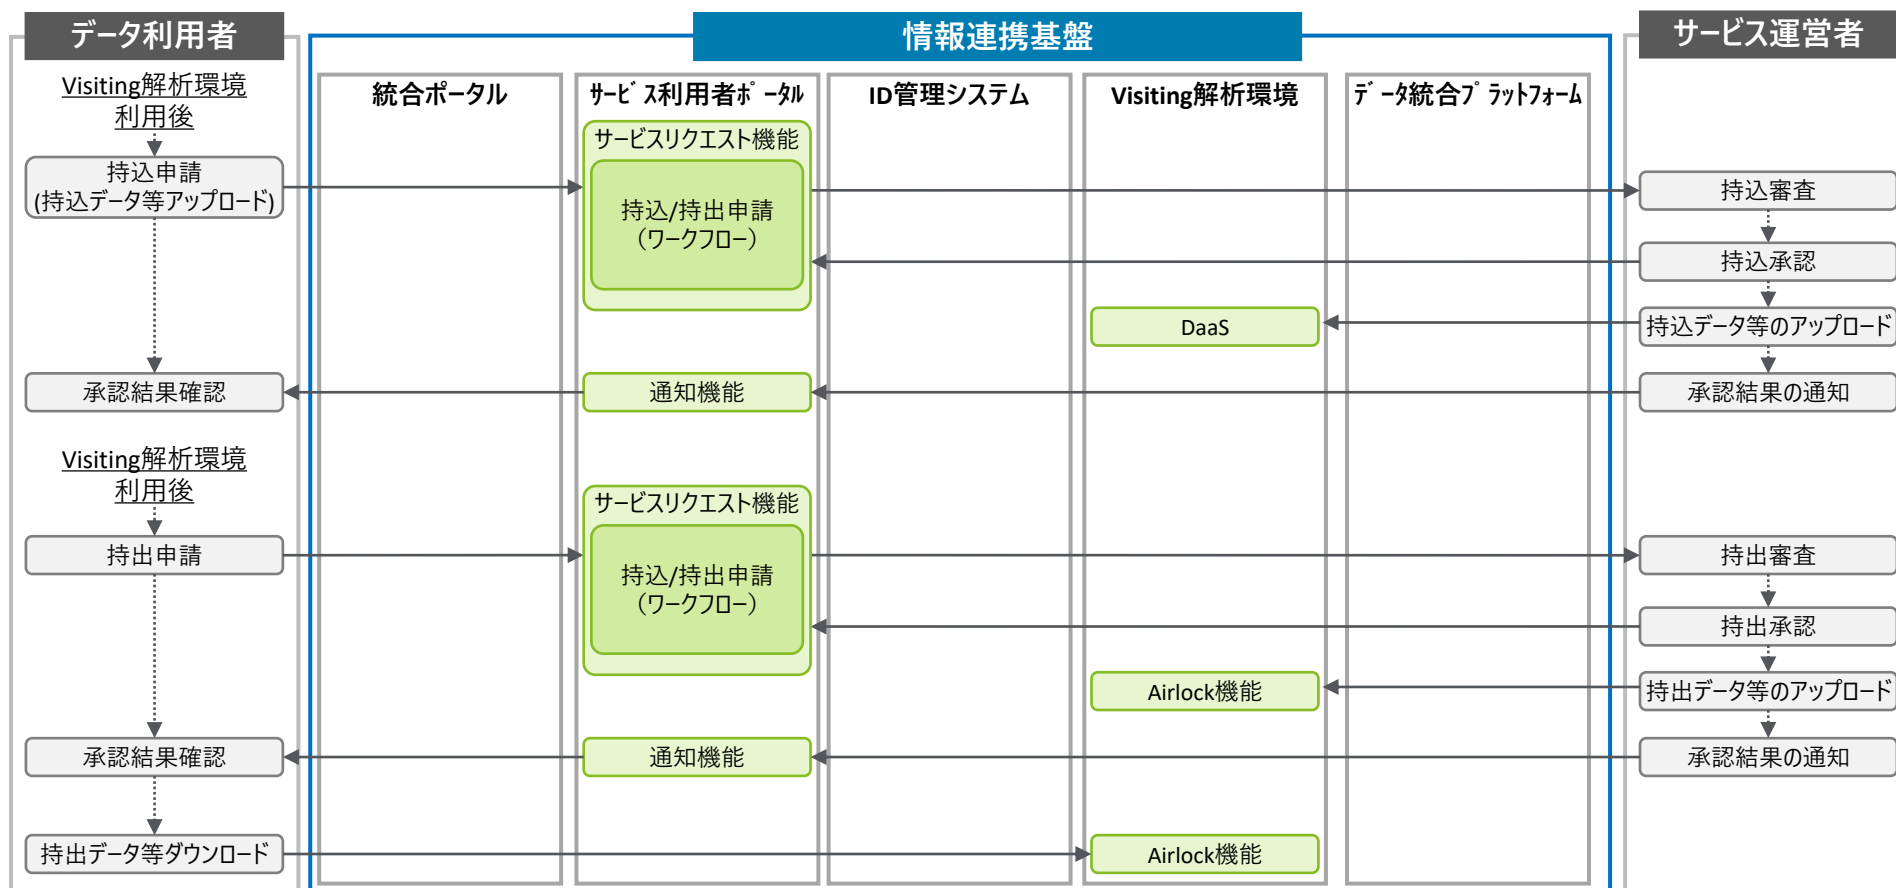 データ利用者
情報連携基盤
サービス運営者
Visiting解析環境
利用後
統合ポータル
サービス利用者ポータル
ID管理システム
Visiting解析環境
データ統合プラットフォーム
持込申請
(持込データ等アップロード)
サービスリクエスト機能
持込/持出申請
（ワークフロー）
持込審査
持込承認
DaaS
持込データ等のアップロード
承認結果確認
通知機能
承認結果の通知
Visiting解析環境
利用後
サービスリクエスト機能
持出申請
持込/持出申請
（ワークフロー）
持出審査
持出承認
Airlock機能
持出データ等のアップロード
承認結果確認
通知機能
承認結果の通知
持出データ等ダウンロード
Airlock機能